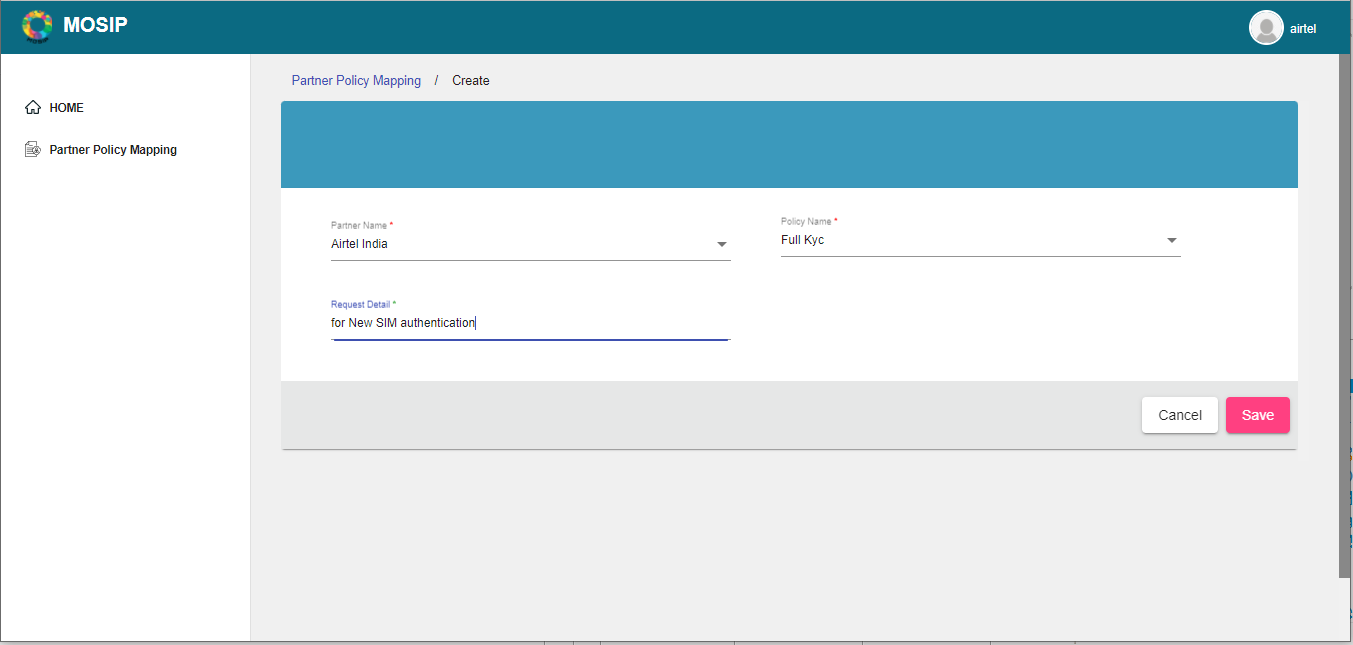 MOSIP
airtel
HOME
Partner Policy Mapping
Partner Policy Mapping / Create
Partner Name *
Airtel India
Policy Name *
Full Kyc
Request Detail *
for New SIM authentication
Cancel
Save